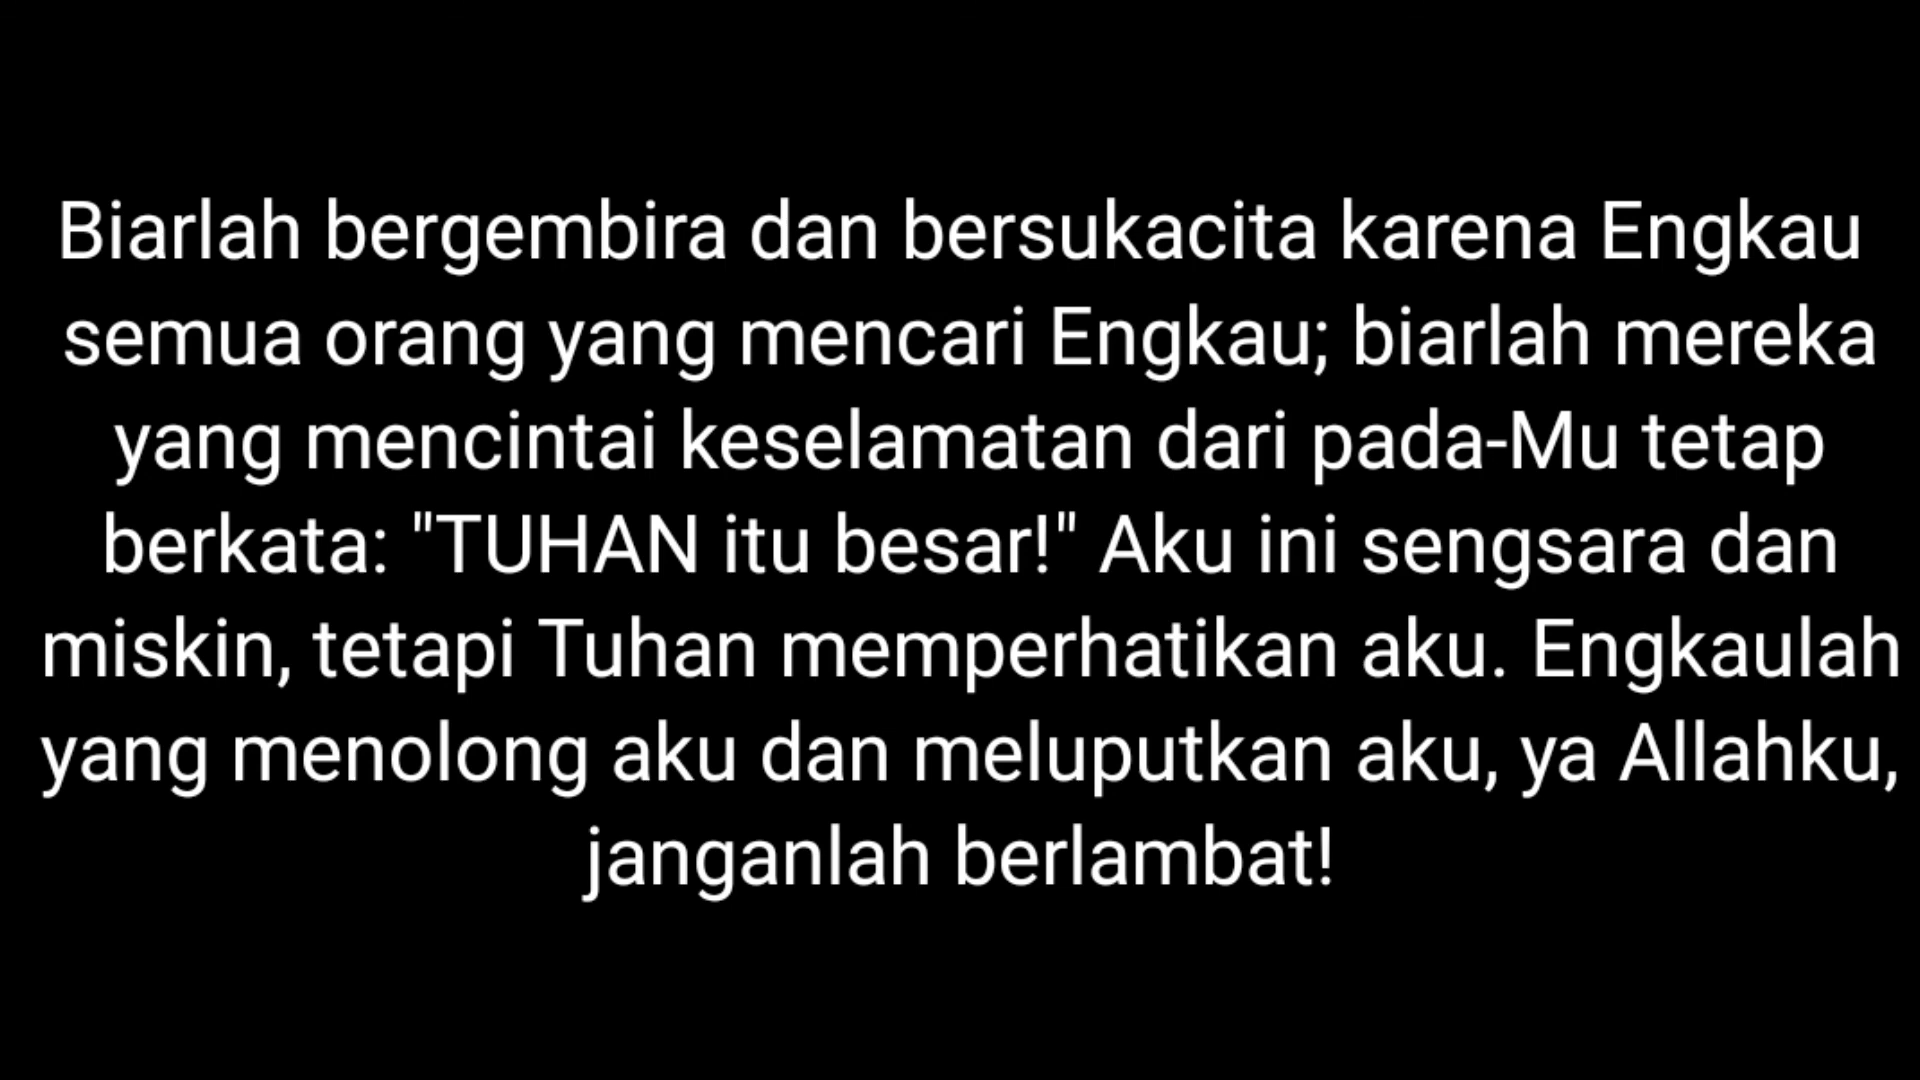 Biarlah bergembira dan bersukacita karena Engkau
semua orang yang mencari Engkau; biarlah mereka
yang mencintai keselamatan dari pada-Mu tetap
berkata: "TUHAN itu besar!" Aku ini sengsara dan
miskin, tetapi Tuhan memperhatikan aku. Engkaulah
yang menolong aku dan meluputkan aku, ya Allahku,
janganlah berlambat!